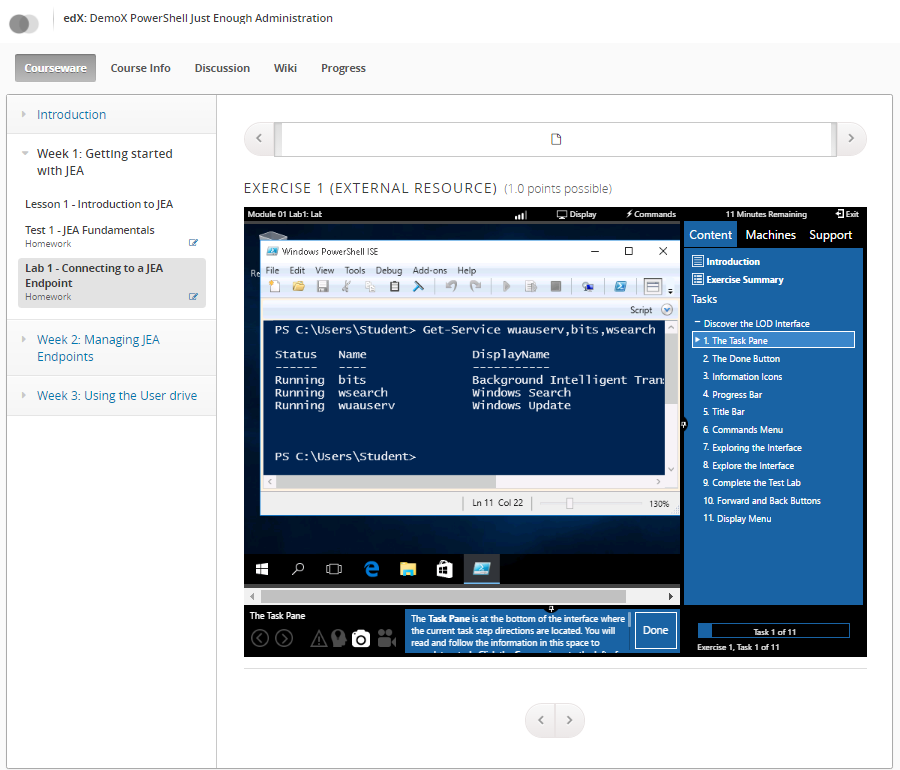 edX: DemoX PowerShell Just Enough Administration
Courseware Course Info Discussion Wiki Progress
Introduction
Week 1: Getting started
with JEA
Lesson 1 - Introduction to JEA
Test 1 - JEA Fundamentals
Homework
Lab 1 - Connecting to a JEA
Endpoint
Homework
Week 2: Managing JEA
Endpoints
Week 3: Using the User drive
EXERCISE 1 (EXTERNAL RESOURCE) (1.0 points possible)
Module 01 Lab1: Lab Display Commands 11 Minutes Remaining Exit
Re
Windows PowerShell ISE
File Edit View Tools Debug Add-ons Help
Script
PS C:\Users\Student> Get-Service wuauserv,bits,wsearch
Status Name DisplayName
------ ---- -----------
Running bits Background Intelligent Tran
Running wsearch Windows Search
Running wuauserv Windows Update
PS C:\Users\Student>
Ln 11 Col 22 130%
Content Machines Support
Introduction
Exercise Summary
Tasks
− Discover the LOD Interface
1. The Task Pane
2. The Done Button
3. Information Icons
4. Progress Bar
5. Title Bar
6. Commands Menu
7. Exploring the Interface
8. Explore the Interface
9. Complete the Test Lab
10. Forward and Back Buttons
11. Display Menu
The Task Pane
The Task Pane is at the bottom of the interface where
the current task step directions are located. You will
read and follow the information in this space to
Done
Task 1 of 11
Exercise 1, Task 1 of 11